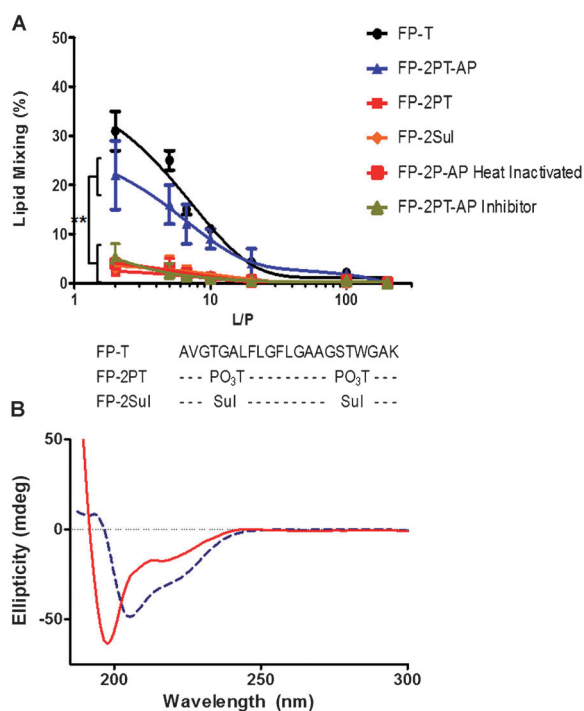 A
50
40
30
20
10
0
Lipid Mixing (%)
**
1
10
100
L/P
FP-T
FP-2PT-AP
FP-2PT
FP-2Sul
FP-2P-AP Heat Inactivated
FP-2PT-AP Inhibitor
FP-T AVGTGALFLGFLGAAGSTWGAK
FP-2PT --- PO3T --------- PO3T ----
FP-2Sul --- Sul --------- Sul ----
B
50
0
-50
Ellipticity (mdeg)
200
250
300
Wavelength (nm)